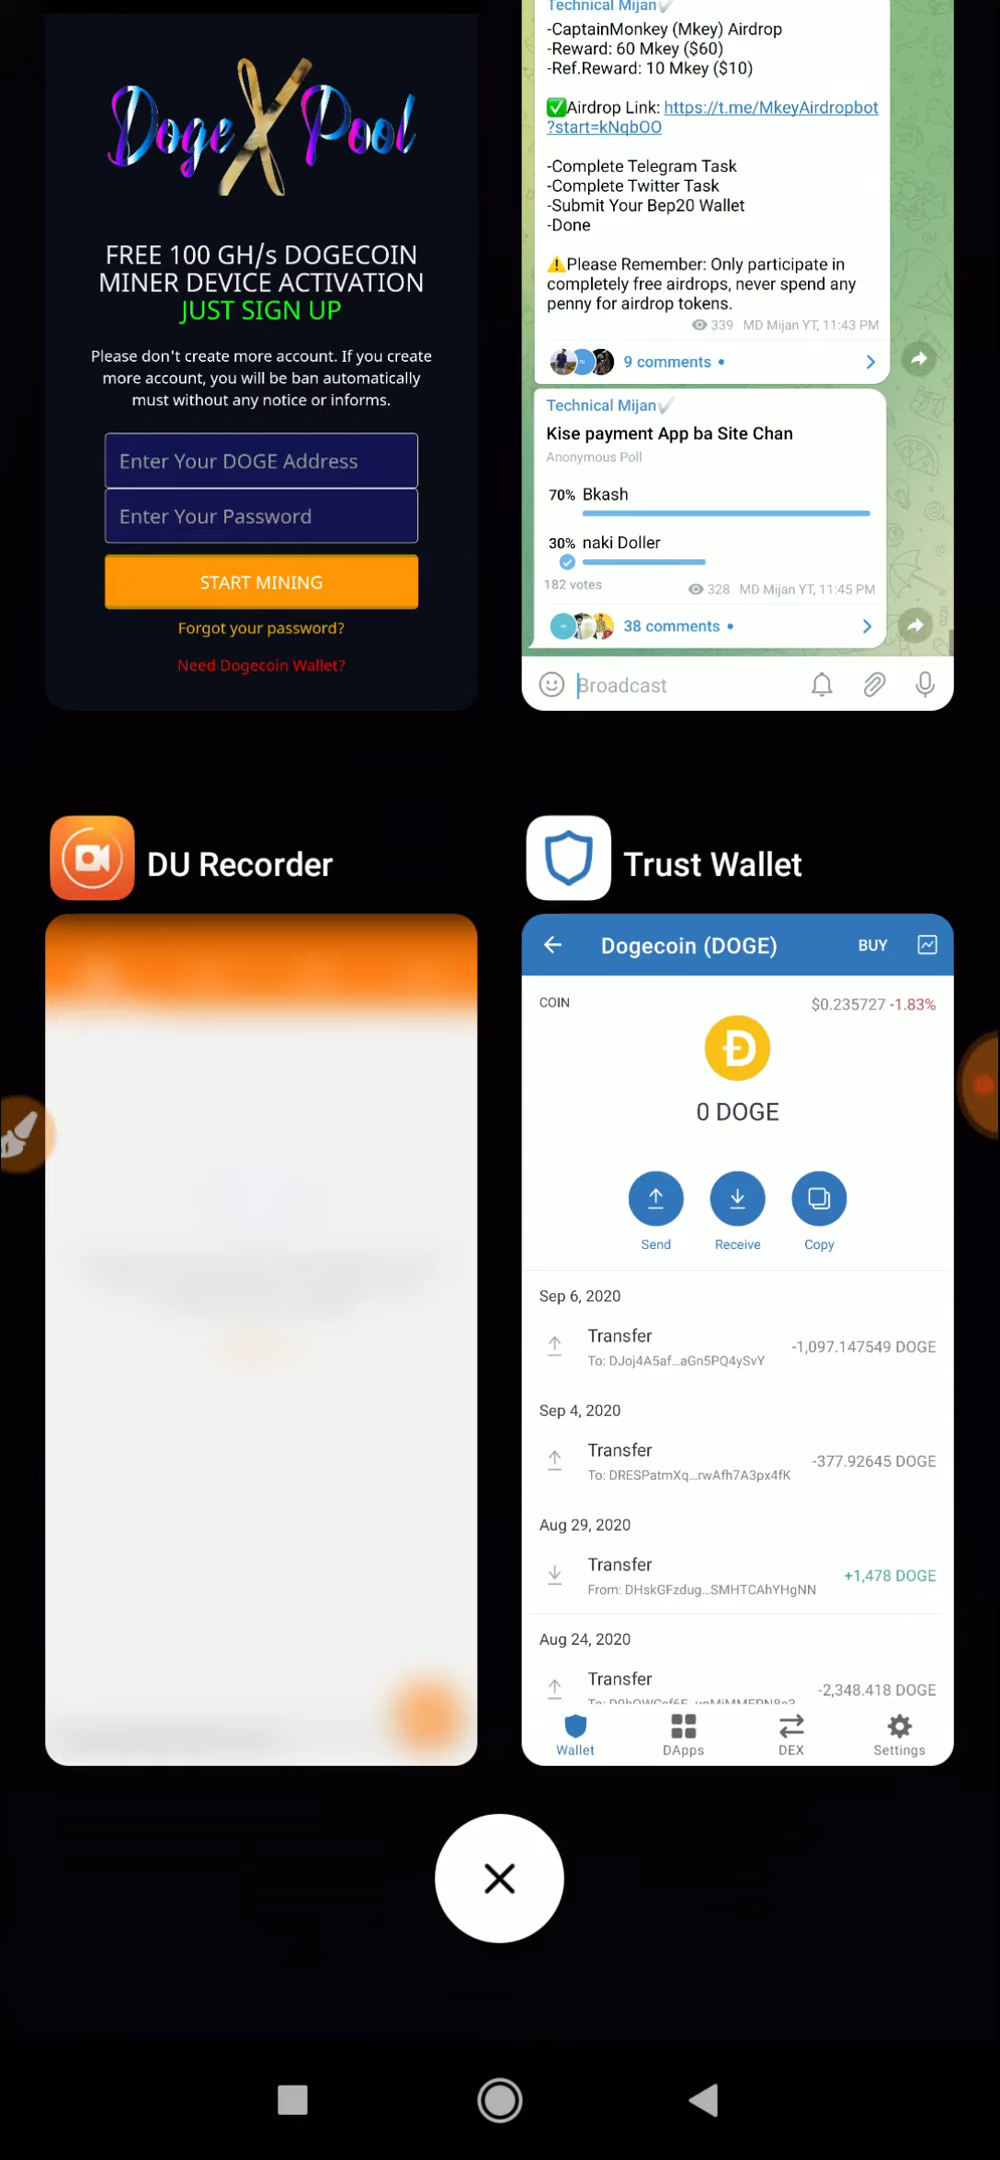 Doge X Pool
FREE 100 GH/s DOGECOIN
MINER DEVICE ACTIVATION
JUST SIGN UP
Please don't create more account. If you create
more account, you will be ban automatically
must without any notice or informs.
Enter Your DOGE Address
Enter Your Password
START MINING
Forgot your password?
Need Dogecoin Wallet?
Technical Mijan
-CaptainMonkey (Mkey) Airdrop
-Reward: 60 Mkey ($60)
-Ref.Reward: 10 Mkey ($10)
✅Airdrop Link: https://t.me/MkeyAirdropbot
?start=kNqbOO
-Complete Telegram Task
-Complete Twitter Task
-Submit Your Bep20 Wallet
-Done
⚠️Please Remember: Only participate in
completely free airdrops, never spend any
penny for airdrop tokens.
339 MD Mijan YT, 11:43 PM
9 comments
Technical Mijan
Kise payment App ba Site Chan
Anonymous Poll
70% Bkash
30% naki Doller
182 votes
328 MD Mijan YT, 11:45 PM
38 comments
Broadcast
DU Recorder
Trust Wallet
Dogecoin (DOGE)
BUY
COIN
$0.235727 -1.83%
0 DOGE
Send
Receive
Copy
Sep 6, 2020
Transfer
-1,097.147549 DOGE
To: DJoj4A5af...aGn5PQ4ySvY
Sep 4, 2020
Transfer
-377.92645 DOGE
To: DRESPatmXq...rwAfh7A3px4fK
Aug 29, 2020
Transfer
+1,478 DOGE
From: DHskGFzdug...SMHTCAhYHgNN
Aug 24, 2020
Transfer
-2,348.418 DOGE
Wallet
DApps
DEX
Settings